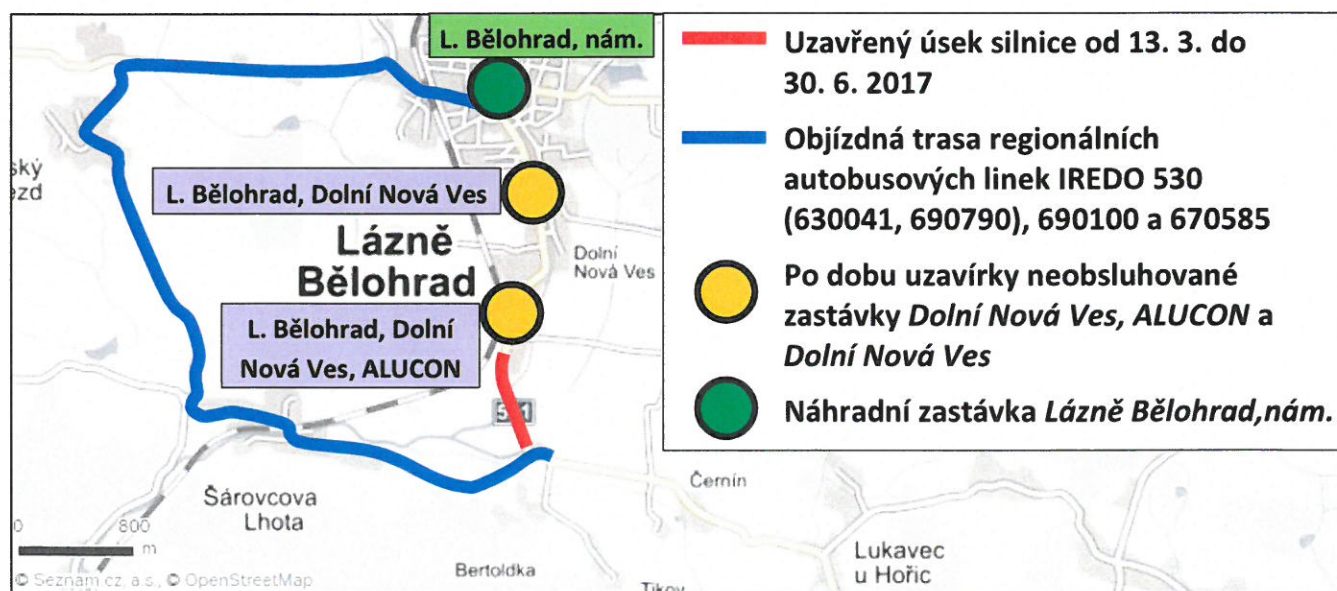 L. Bělohrad, nám.
L. Bělohrad, Dolní Nová Ves
Lázně
Bělohrad
Dolní
Nová Ves
L. Bělohrad, Dolní
Nová Ves, ALUCON
ský
ezd
Šárovcova
Lhota
800
m
Bertoldka
Černín
Lukavec
u Hořic
Tikov
© Seznam.cz, a.s., © OpenStreetMap
Uzavřený úsek silnice od 13. 3. do
30. 6. 2017
Objízdná trasa regionálních
autobusových linek IREDO 530
(630041, 690790), 690100 a 670585
Po dobu uzavírky neobsluhované
zastávky Dolní Nová Ves, ALUCON a
Dolní Nová Ves
Náhradní zastávka Lázně Bělohrad,nám.